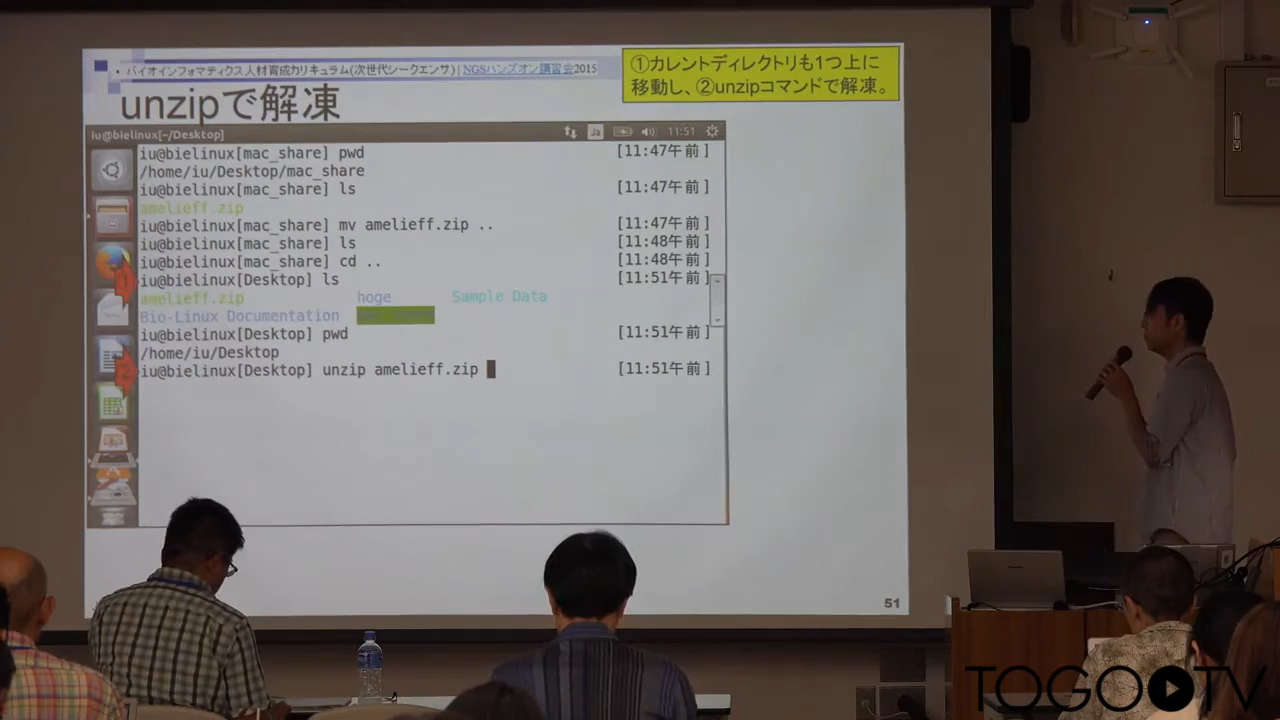 • バイオインフォマティクス人材育成カリキュラム(次世代シークエンサ) | NGSハンズオン講習会2015
①カレントディレクトリも1つ上に
移動し、②unzipコマンドで解凍。
unzipで解凍
iu@bielinux[~/Desktop]
Ja
11:51
iu@bielinux[mac_share] pwd [11:47午前]
/home/iu/Desktop/mac_share
iu@bielinux[mac_share] ls [11:47午前]
amelieff.zip
iu@bielinux[mac_share] mv amelieff.zip .. [11:47午前]
iu@bielinux[mac_share] ls [11:48午前]
iu@bielinux[mac_share] cd .. [11:48午前]
iu@bielinux[Desktop] ls [11:51午前]
amelieff.zip hoge Sample Data
Bio-Linux Documentation
iu@bielinux[Desktop] pwd [11:51午前]
/home/iu/Desktop
iu@bielinux[Desktop] unzip amelieff.zip [11:51午前]
①
②
51
TOGOTV